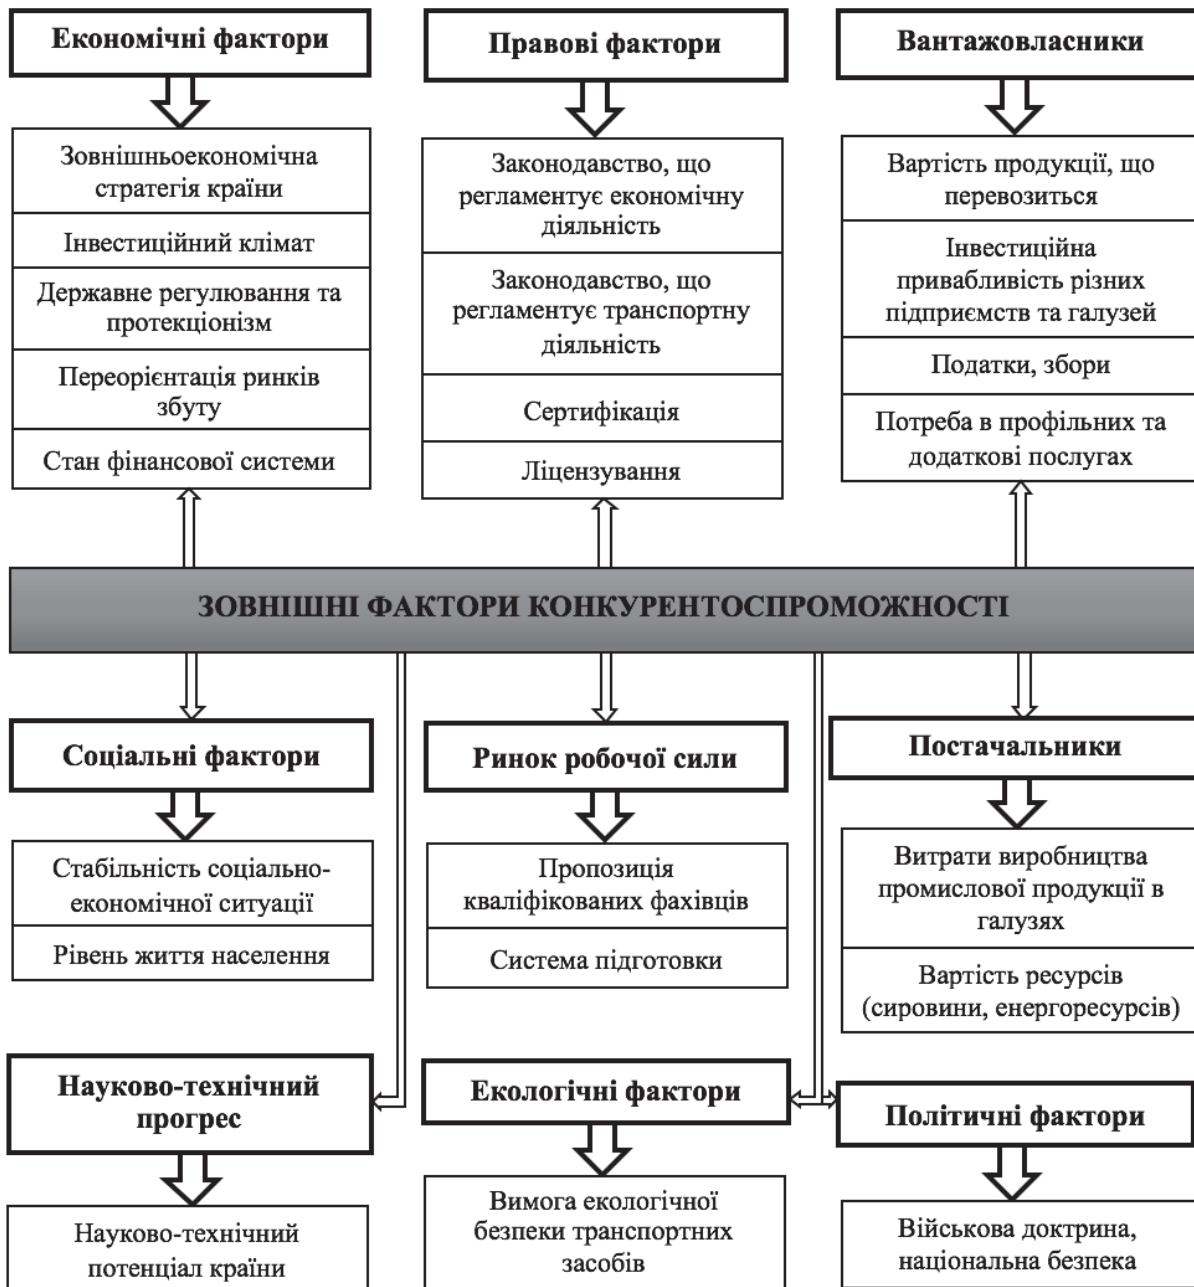 Економічні фактори
Зовнішньоекономічна
стратегія країни
Інвестиційний клімат
Державне регулювання та
протекціонізм
Переорієнтація ринків
збуту
Стан фінансової системи
Правові фактори
Законодавство, що
регламентує економічну
діяльність
Законодавство, що
регламентує транспортну
діяльність
Сертифікація
Ліцензування
Вантажовласники
Вартість продукції, що
перевозиться
Інвестиційна
привабливість різних
підприємств та галузей
Податки, збори
Потреба в профільних та
додаткові послугах
ЗОВНІШНІ ФАКТОРИ КОНКУРЕНТОСПРОМОЖНОСТІ
Соціальні фактори
Стабільність соціально-
економічної ситуації
Рівень життя населення
Ринок робочої сили
Пропозиція
кваліфікованих фахівців
Система підготовки
Постачальники
Витрати виробництва
промислової продукції в
галузях
Вартість ресурсів
(сировини, енергоресурсів)
Науково-технічний
прогрес
Науково-технічний
потенціал країни
Екологічні фактори
Вимога екологічної
безпеки транспортних
засобів
Політичні фактори
Військова доктрина,
національна безпека